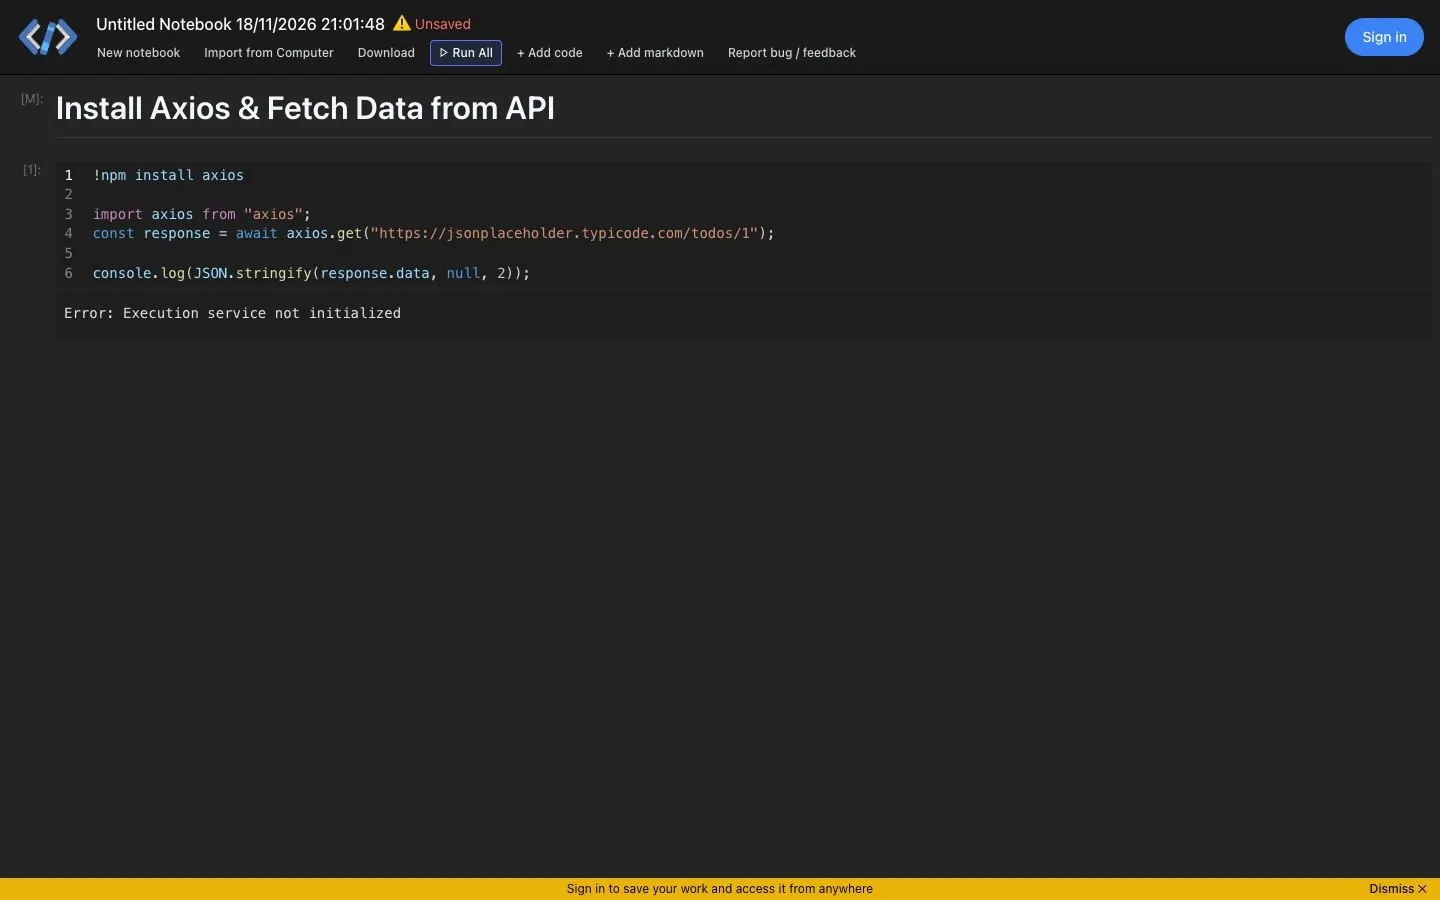 Untitled Notebook 18/11/2026 21:01:48 ⚠️ Unsaved
New notebook Import from Computer Download ▷ Run All + Add code + Add markdown Report bug / feedback
Sign in
[M]:
Install Axios & Fetch Data from API
[1]:
1 !npm install axios
2
3 import axios from "axios";
4 const response = await axios.get("https://jsonplaceholder.typicode.com/todos/1");
5
6 console.log(JSON.stringify(response.data, null, 2));
Error: Execution service not initialized
Sign in to save your work and access it from anywhere
Dismiss ✕